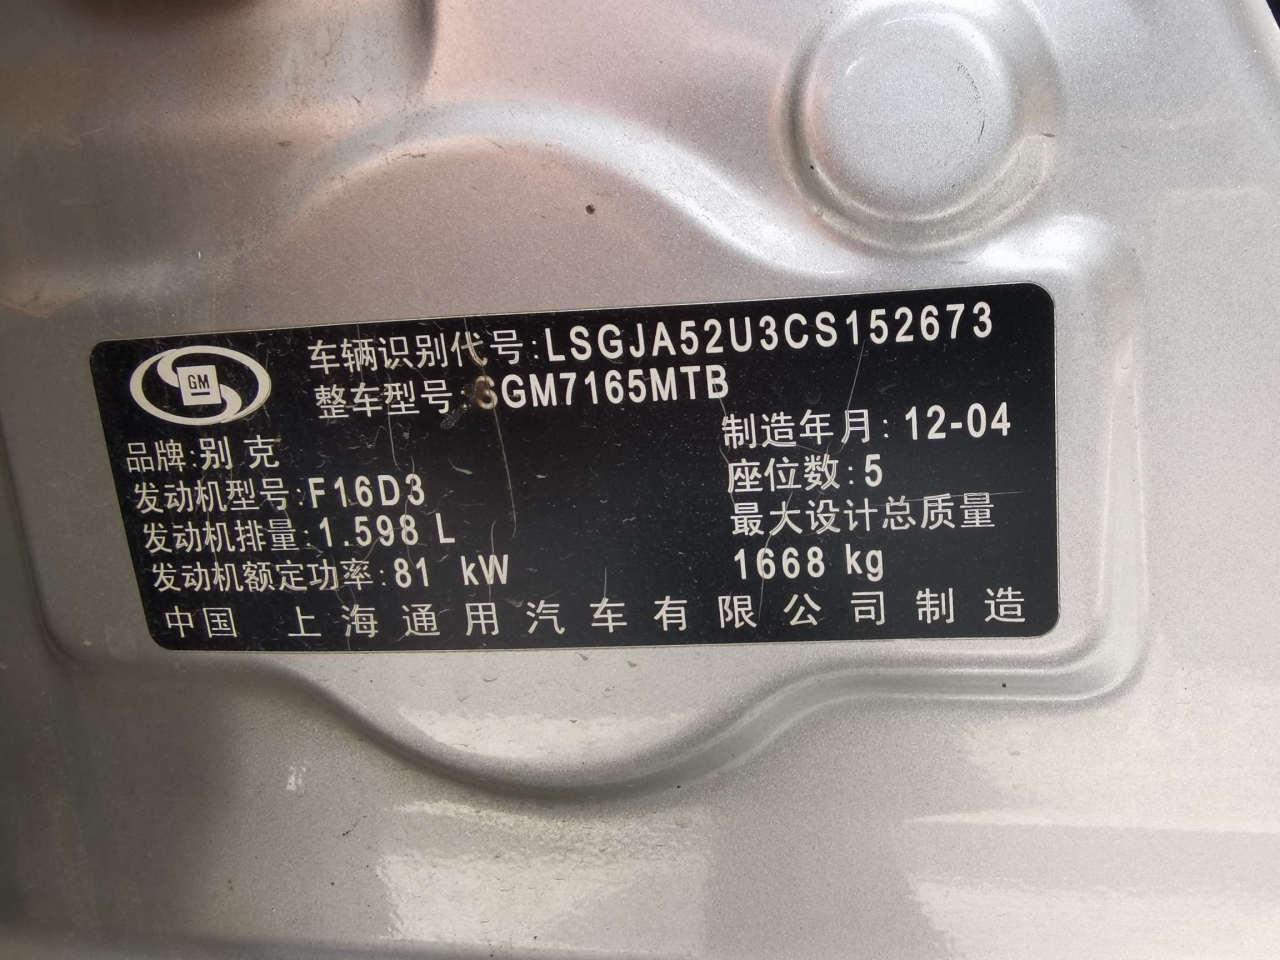 车辆识别代号:LSGJA52U3CS152673
GM
整车型号:SGM7165MTB
制造年月:12-04
品牌:别克
座位数:5
发动机型号:F16D3
最大设计总质量
发动机排量:1.598 L
1668 kg
发动机额定功率:81 kW
中国 上海通用汽车有限公司制造